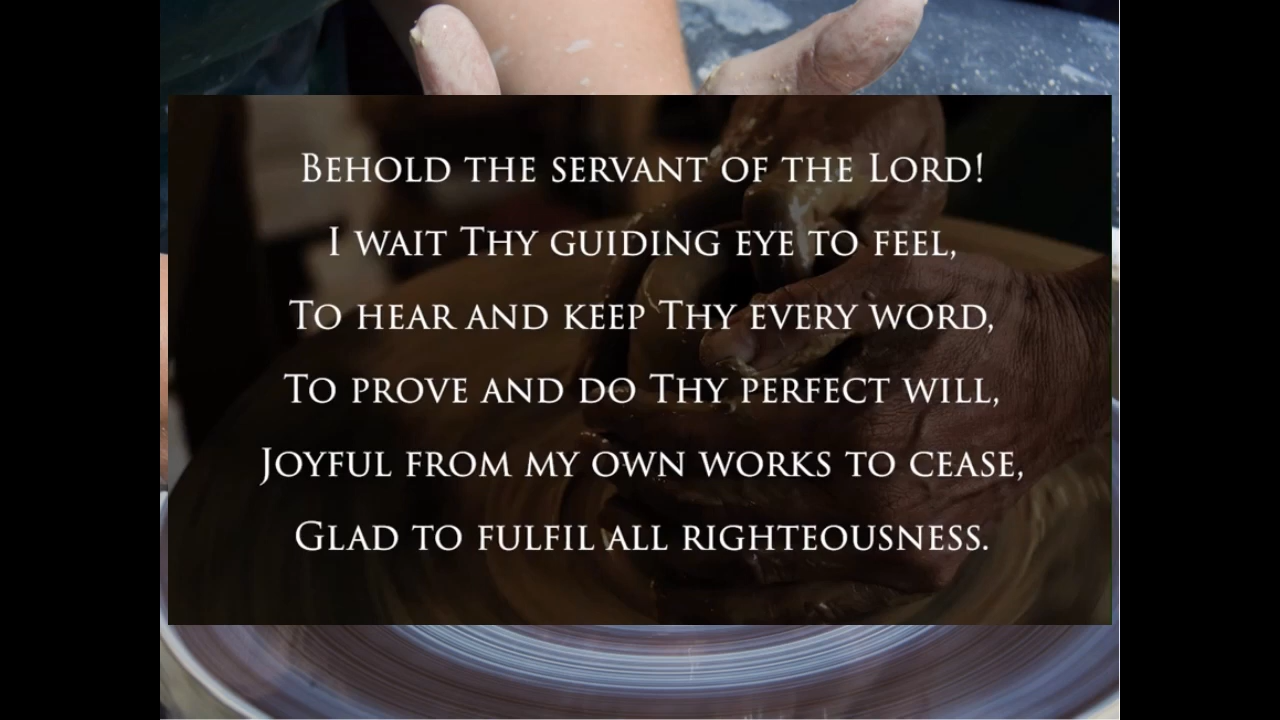 Behold the servant of the Lord!
I wait Thy guiding eye to feel,
To hear and keep Thy every word,
To prove and do Thy perfect will,
Joyful from my own works to cease,
Glad to fulfil all righteousness.